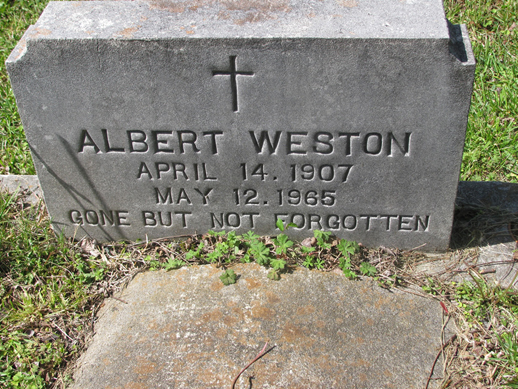 ALBERT WESTON
APRIL 14. 1907
MAY 12. 1965
GONE BUT NOT FORGOTTEN